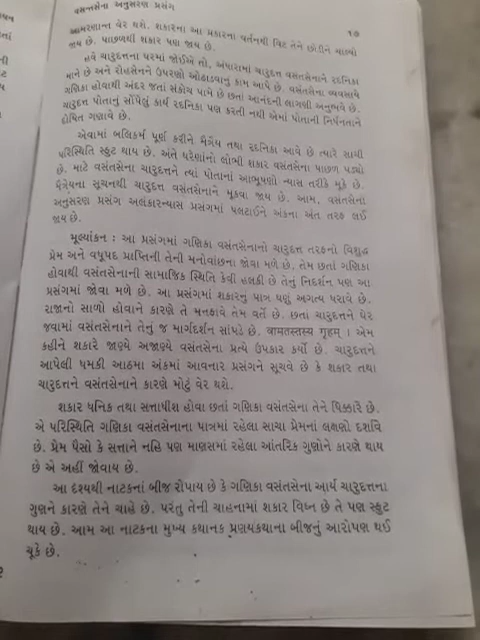 વસન્તસેના અનુસરણ પ્રસંગ
૧૭
આમરણાન્ત વેર થશે. શકારના આ પ્રકારના વર્તનથી વિટ તેને છોડીને ચાલ્યો
જાય છે. પાછળથી શકાર પણ જાય છે.
હવે ચારુદત્તના ઘરમાં જોઈએ તો, અંધારામાં ચારુદત્ત વસંતસેનાને રદનિકા
માને છે અને રોહસેનને ઉપરણો ઓઢાડવાનું કામ આપે છે. વસંતસેના વ્યવસાયે
ગણિકા હોવાથી અંદર જતાં સંકોચ પામે છે છતાં આનંદની લાગણી અનુભવે છે.
ચારુદત્ત પોતાનું સોંપેલું કાર્ય રદનિકા પણ કરતી નથી એમાં પોતાની નિર્ધનતાને
દોષિત ગણાવે છે.
એવામાં બલિકર્મ પૂર્ણ કરીને મૈત્રેય તથા રદનિકા આવે છે ત્યારે સાચી
પરિસ્થિતિ સ્ફુટ થાય છે. અંતે ઘરેણાંનો લોભી શકાર વસંતસેના પાછળ પડ્યો
છે. માટે વસંતસેના ચારુદત્તને ત્યાં પોતાનાં આભૂષણો ન્યાસ તરીકે મૂકે છે.
મૈત્રેયના સૂચનથી ચારુદત્ત વસંતસેનાને મૂકવા જાય છે. આમ, વસંતસેના
અનુસરણ પ્રસંગ અલંકારન્યાસ પ્રસંગમાં પલટાઈને અંકના અંત તરફ લઈ
જાય છે.
મૂલ્યાંકન : આ પ્રસંગમાં ગણિકા વસંતસેનાનો ચારુદત્ત તરફનો વિશુદ્ધ
પ્રેમ અને વધૂપદ પ્રાપ્તિની તેની મનોવાંછના જોવા મળે છે, તેમ છતાં ગણિકા
હોવાથી વસંતસેનાની સામાજિક સ્થિતિ કેવી હલકી છે તેનું નિદર્શન પણ આ
પ્રસંગમાં જોવા મળે છે. આ પ્રસંગમાં શકારનું પાત્ર ઘણું અગત્ય ધરાવે છે.
રાજાનો સાળો હોવાને કારણે તે મનફાવે તેમ વર્તે છે. છતાં ચારુદત્તને ઘેર
જવામાં વસંતસેનાને તેનું જ માર્ગદર્શન સાંપડે છે. वामतस्तस्य गृहम् । એમ
કહીને શકારે જાણ્યે અજાણ્યે વસંતસેના પ્રત્યે ઉપકાર કર્યો છે. ચારુદત્તને
આપેલી ધમકી આઠમા અંકમાં આવનાર પ્રસંગને સૂચવે છે કે શકાર તથા
ચારુદત્તને વસંતસેનાને કારણે મોટું વેર થશે.
શકાર ધનિક તથા સત્તાધીશ હોવા છતાં ગણિકા વસંતસેના તેને ધિક્કારે છે.
એ પરિસ્થિતિ ગણિકા વસંતસેનાના પાત્રમાં રહેલા સાચા પ્રેમનાં લક્ષણો દર્શાવે
છે. પ્રેમ પૈસો કે સત્તાને નહિ પણ માણસમાં રહેલા આંતરિક ગુણોને કારણે થાય
છે એ અહીં જોવાય છે.
આ દૃશ્યથી નાટકનાં બીજ રોપાય છે કે ગણિકા વસંતસેના આર્ય ચારુદત્તના
ગુણને કારણે તેને ચાહે છે. પરંતુ તેની ચાહનામાં શકાર વિઘ્ન છે તે પણ સ્ફુટ
થાય છે. આમ આ નાટકના મુખ્ય કથાનક પ્રણયકથાના બીજનું આરોપણ થઈ
ચૂકે છે.